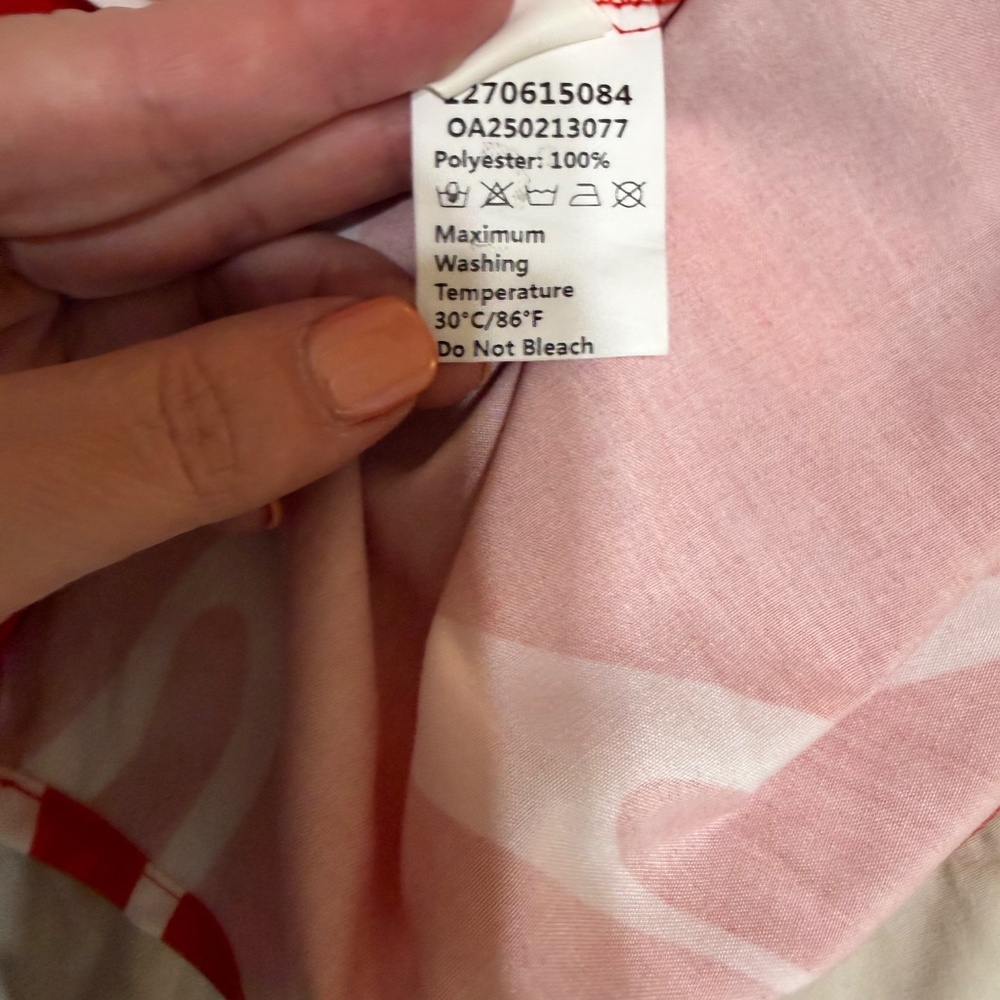 270615084
OA250213077
Polyester: 100%
Maximum
Washing
Temperature
30°C/86°F
Do Not Bleach